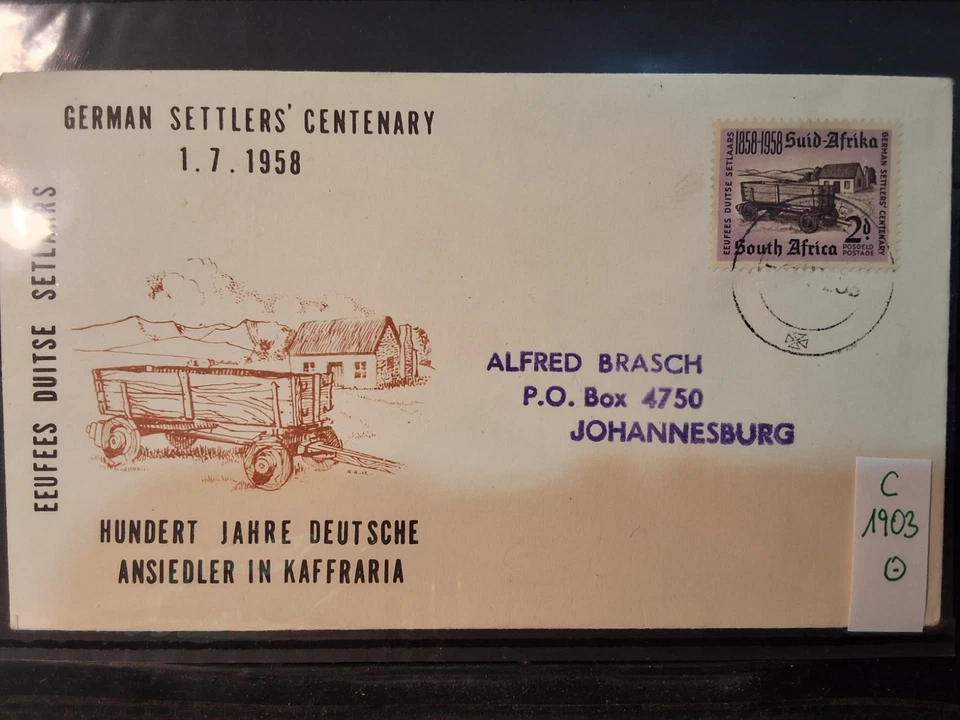 GERMAN SETTLERS' CENTENARY
1.7.1958
EEUFEES DUITSE SETLAARS
HUNDERT JAHRE DEUTSCHE
ANSIEDLER IN KAFFRARIA
1858-1958 Suid-Afrika
EEUFEES DUITSE SETLAARS
GERMAN SETTLERS' CENTENARY
South Africa
2d.
POSGELD
POSTAGE
ALFRED BRASCH
P.O. Box 4750
JOHANNESBURG
C
1903